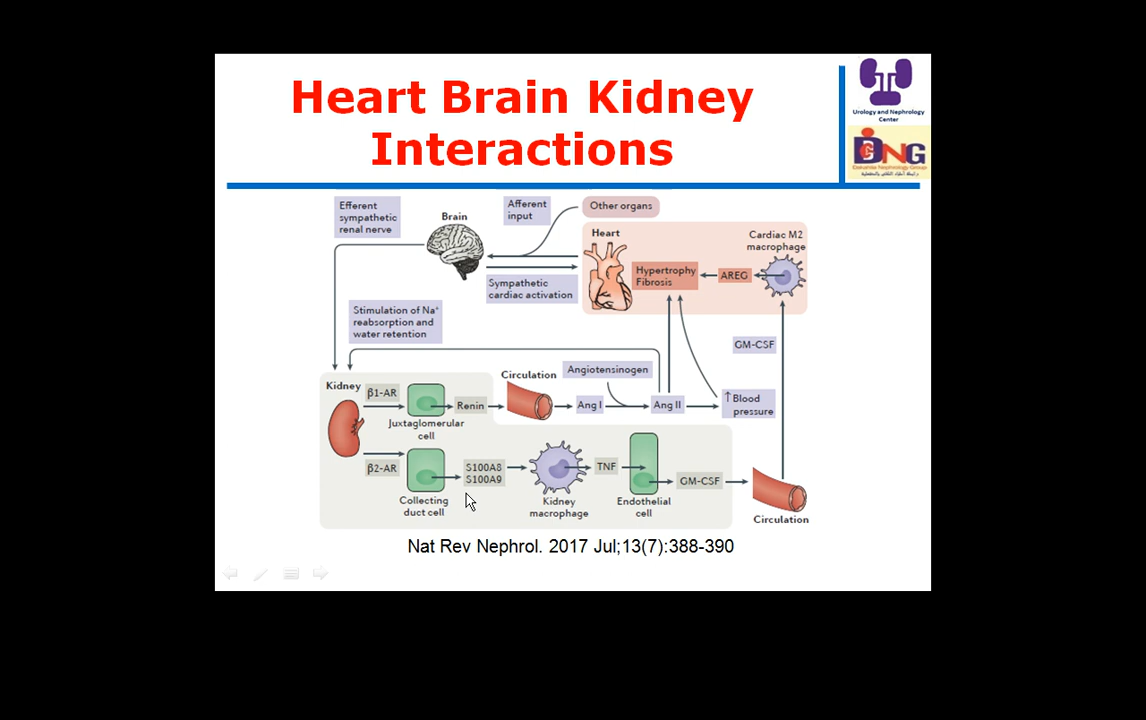 Heart Brain Kidney
Interactions
Urology and Nephrology
Center
DNG
Dakahlia Nephrology Group
Efferent
sympathetic
renal nerve
Brain
Afferent
input
Other organs
Heart
Cardiac M2
macrophage
Hypertrophy
Fibrosis
AREG
Sympathetic
cardiac activation
Stimulation of Na⁺
reabsorption and
water retention
GM-CSF
Kidney
β1-AR
Juxtaglomerular
cell
Renin
Circulation
Ang I
Angiotensinogen
Ang II
↑ Blood
pressure
β2-AR
Collecting
duct cell
S100A8
S100A9
Kidney
macrophage
TNF
Endothelial
cell
GM-CSF
Circulation
Nat Rev Nephrol. 2017 Jul;13(7):388-390